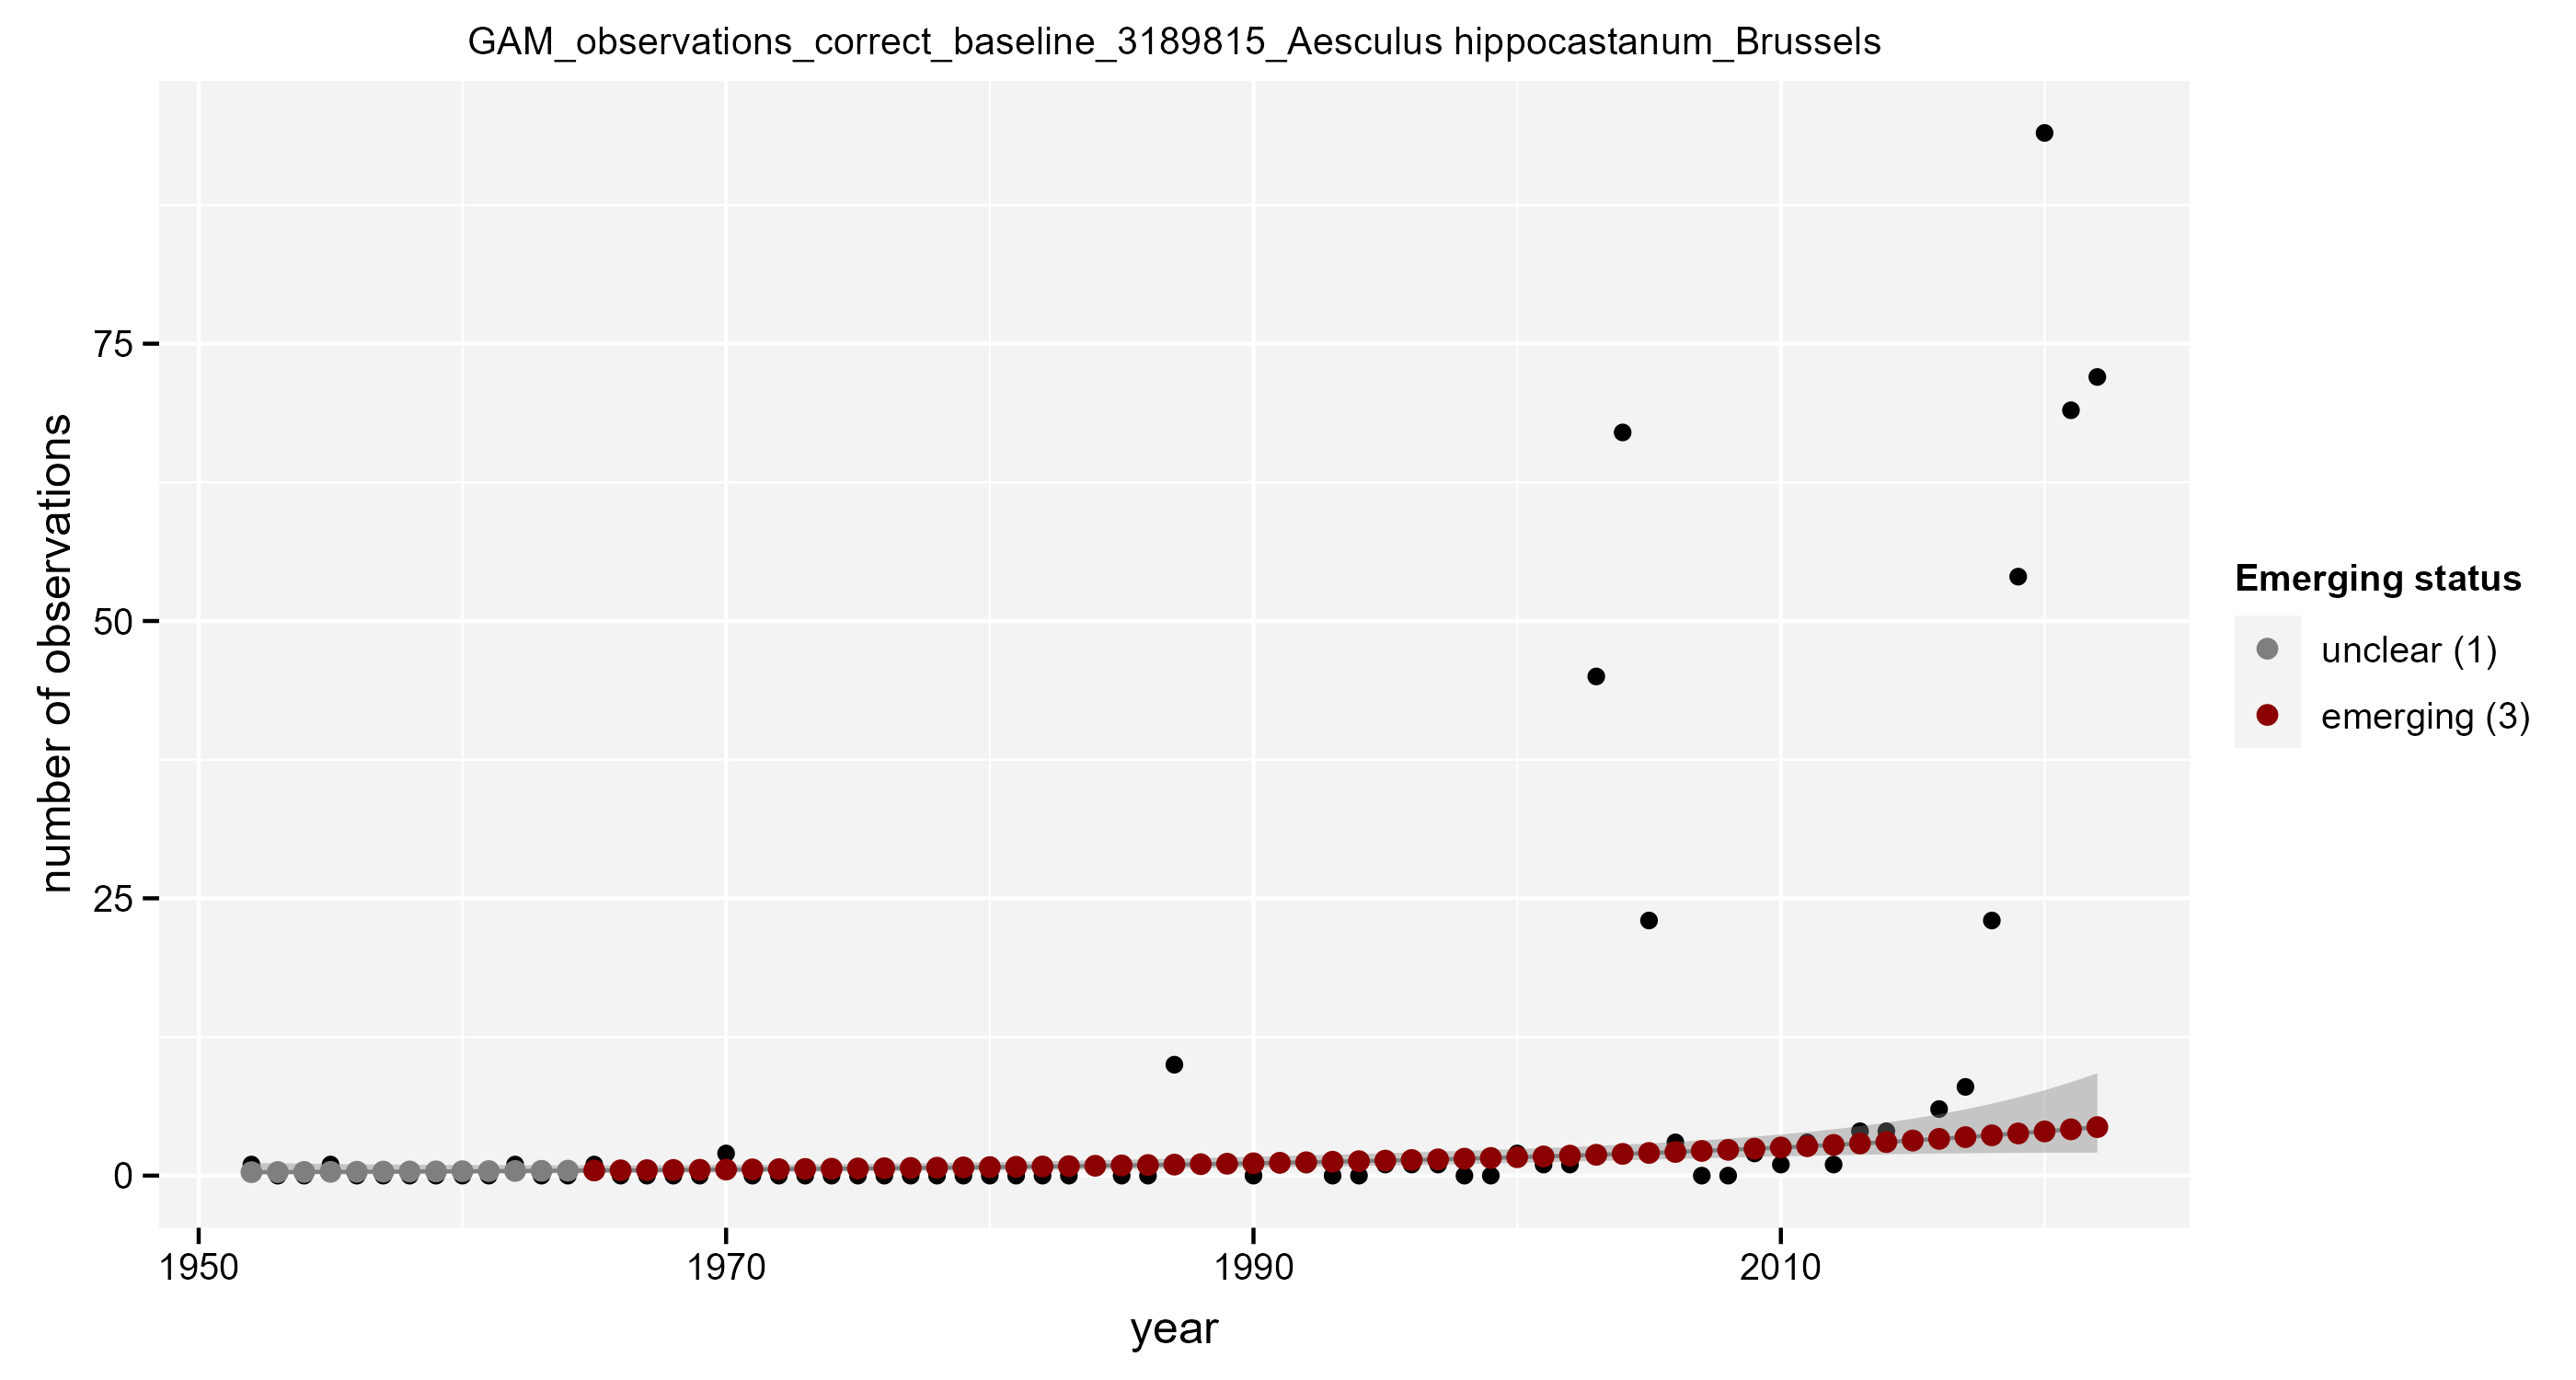 GAM_observations_correct_baseline_3189815_Aesculus hippocastanum_Brussels
number of observations
75
50
25
0
1950
1970
1990
2010
year
Emerging status
unclear (1)
emerging (3)